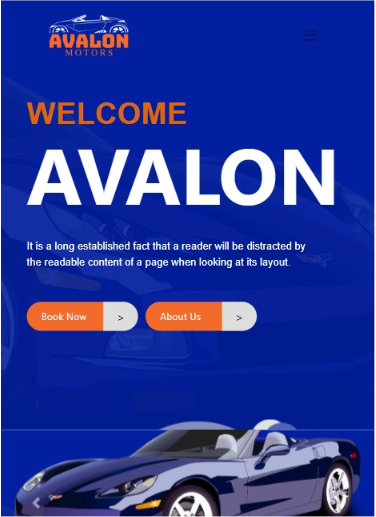 AVALON
MOTORS
WELCOME
AVALON
It is a long established fact that a reader will be distracted by
the readable content of a page when looking at its layout.
Book Now >
About Us >